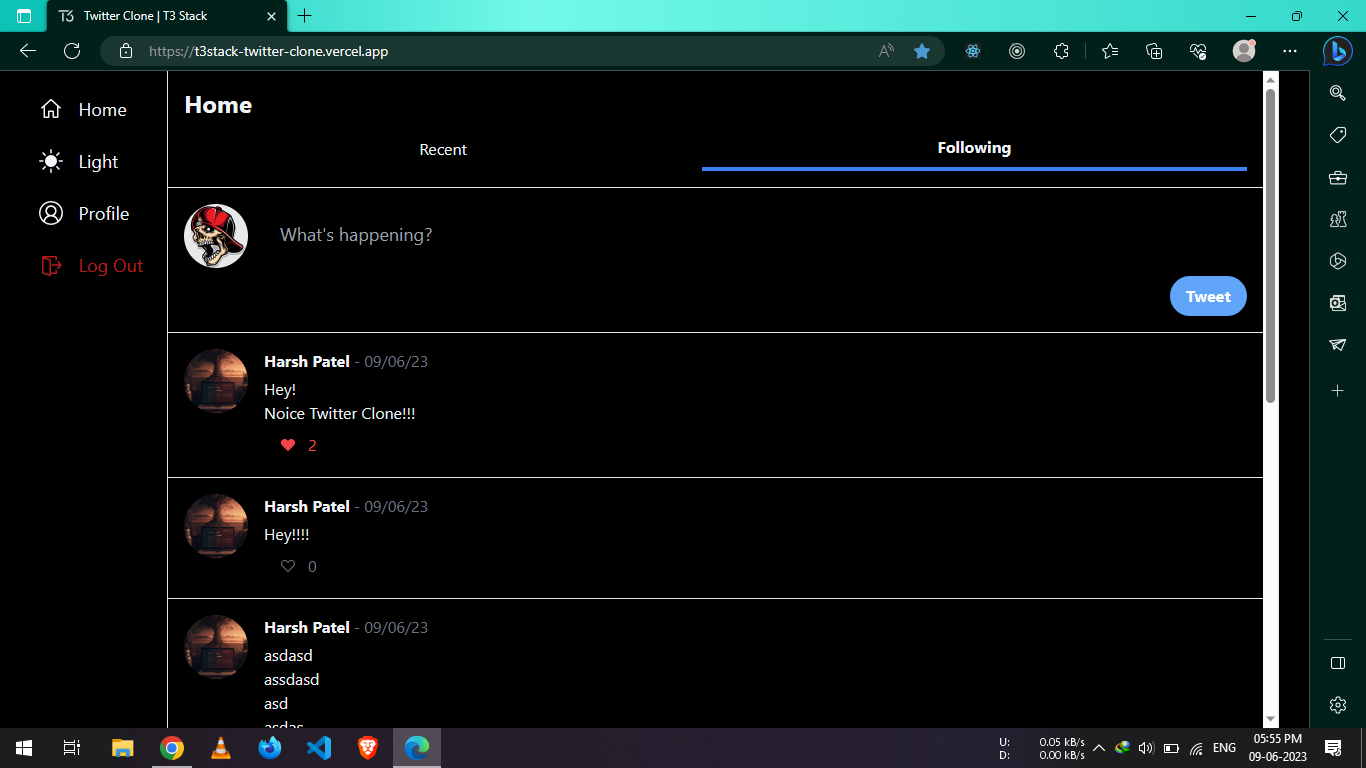 Twitter Clone | T3 Stack
https://t3stack-twitter-clone.vercel.app
Home
Light
Profile
Log Out
Home
Recent
Following
What's happening?
Tweet
Harsh Patel - 09/06/23
Hey!
Noice Twitter Clone!!!
2
Harsh Patel - 09/06/23
Hey!!!!
0
Harsh Patel - 09/06/23
asdasd
assdasd
asd
asdas
U: 0.05 kB/s
D: 0.00 kB/s
ENG
05:55 PM
09-06-2023